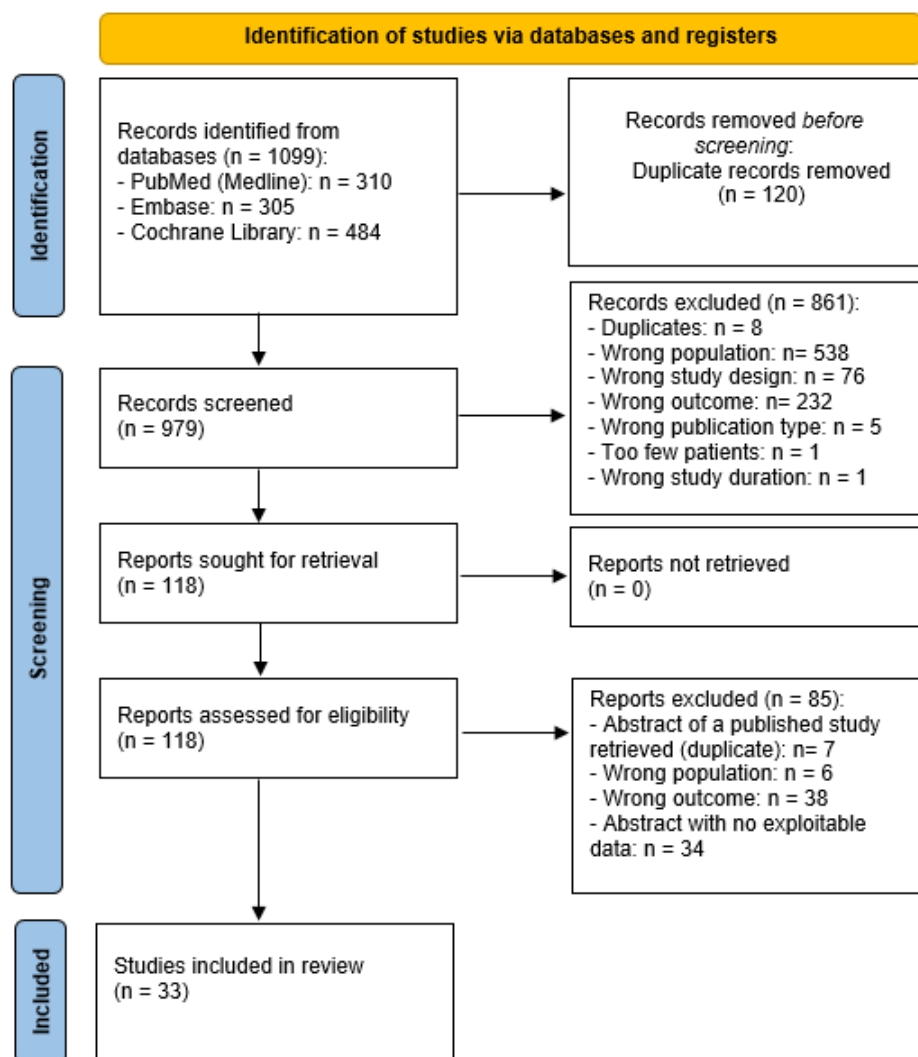 Identification of studies via databases and registers
Identification
Records identified from
databases (n = 1099):
- PubMed (Medline): n = 310
- Embase: n = 305
- Cochrane Library: n = 484
Records removed before
screening:
Duplicate records removed
(n = 120)
Screening
Records screened
(n = 979)
Records excluded (n = 861):
- Duplicates: n = 8
- Wrong population: n= 538
- Wrong study design: n = 76
- Wrong outcome: n= 232
- Wrong publication type: n = 5
- Too few patients: n = 1
- Wrong study duration: n = 1
Reports sought for retrieval
(n = 118)
Reports not retrieved
(n = 0)
Reports assessed for eligibility
(n = 118)
Reports excluded (n = 85):
- Abstract of a published study
retrieved (duplicate): n= 7
- Wrong population: n = 6
- Wrong outcome: n = 38
- Abstract with no exploitable
data: n = 34
Included
Studies included in review
(n = 33)